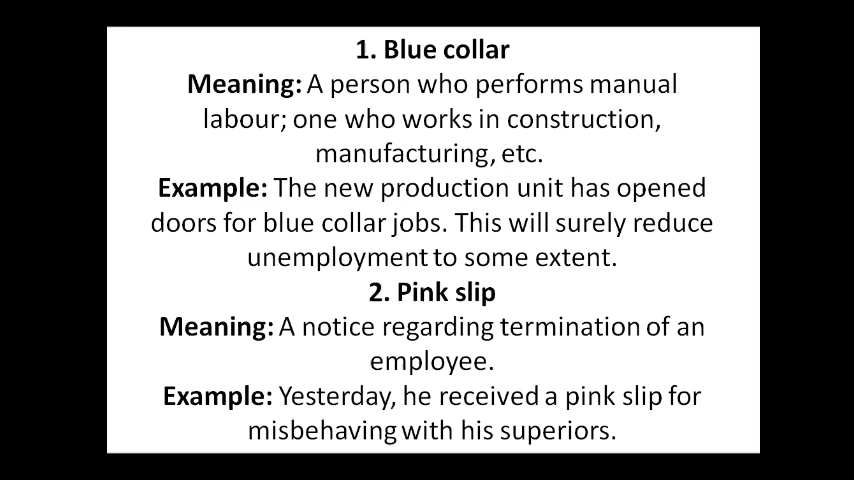 1. Blue collar
Meaning: A person who performs manual
labour; one who works in construction,
manufacturing, etc.
Example: The new production unit has opened
doors for blue collar jobs. This will surely reduce
unemployment to some extent.
2. Pink slip
Meaning: A notice regarding termination of an
employee.
Example: Yesterday, he received a pink slip for
misbehaving with his superiors.